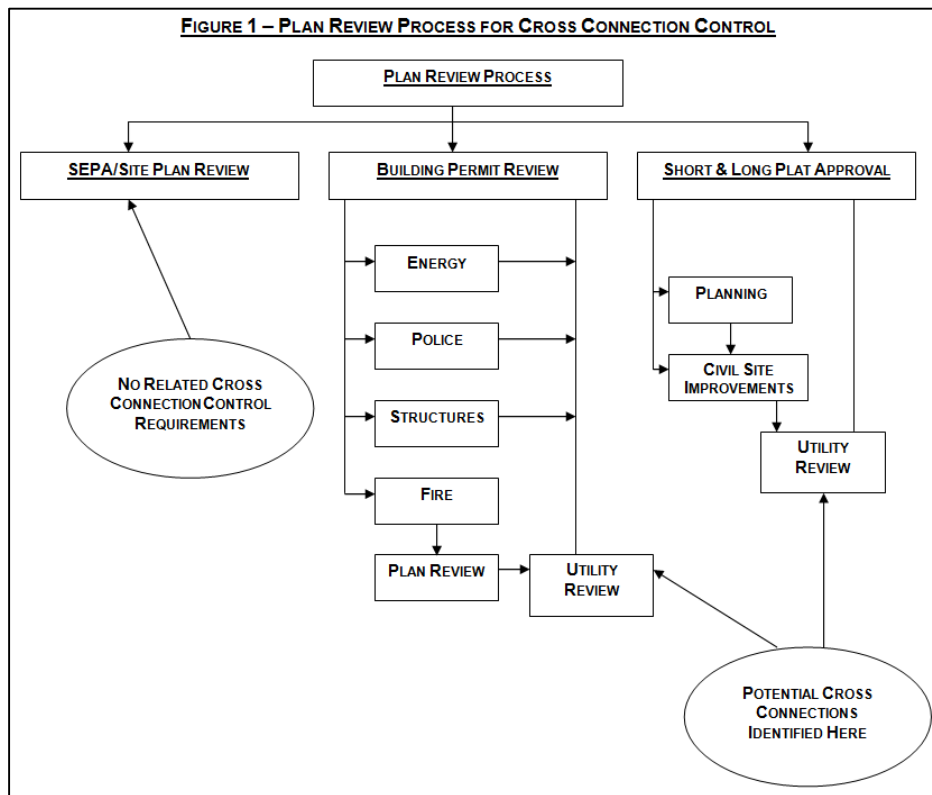 FIGURE 1 – PLAN REVIEW PROCESS FOR CROSS CONNECTION CONTROL
PLAN REVIEW PROCESS
SEPA/SITE PLAN REVIEW
BUILDING PERMIT REVIEW
SHORT & LONG PLAT APPROVAL
ENERGY
POLICE
STRUCTURES
FIRE
PLAN REVIEW
UTILITY
REVIEW
PLANNING
CIVIL SITE
IMPROVEMENTS
UTILITY
REVIEW
NO RELATED CROSS
CONNECTION CONTROL
REQUIREMENTS
POTENTIAL CROSS
CONNECTIONS
IDENTIFIED HERE